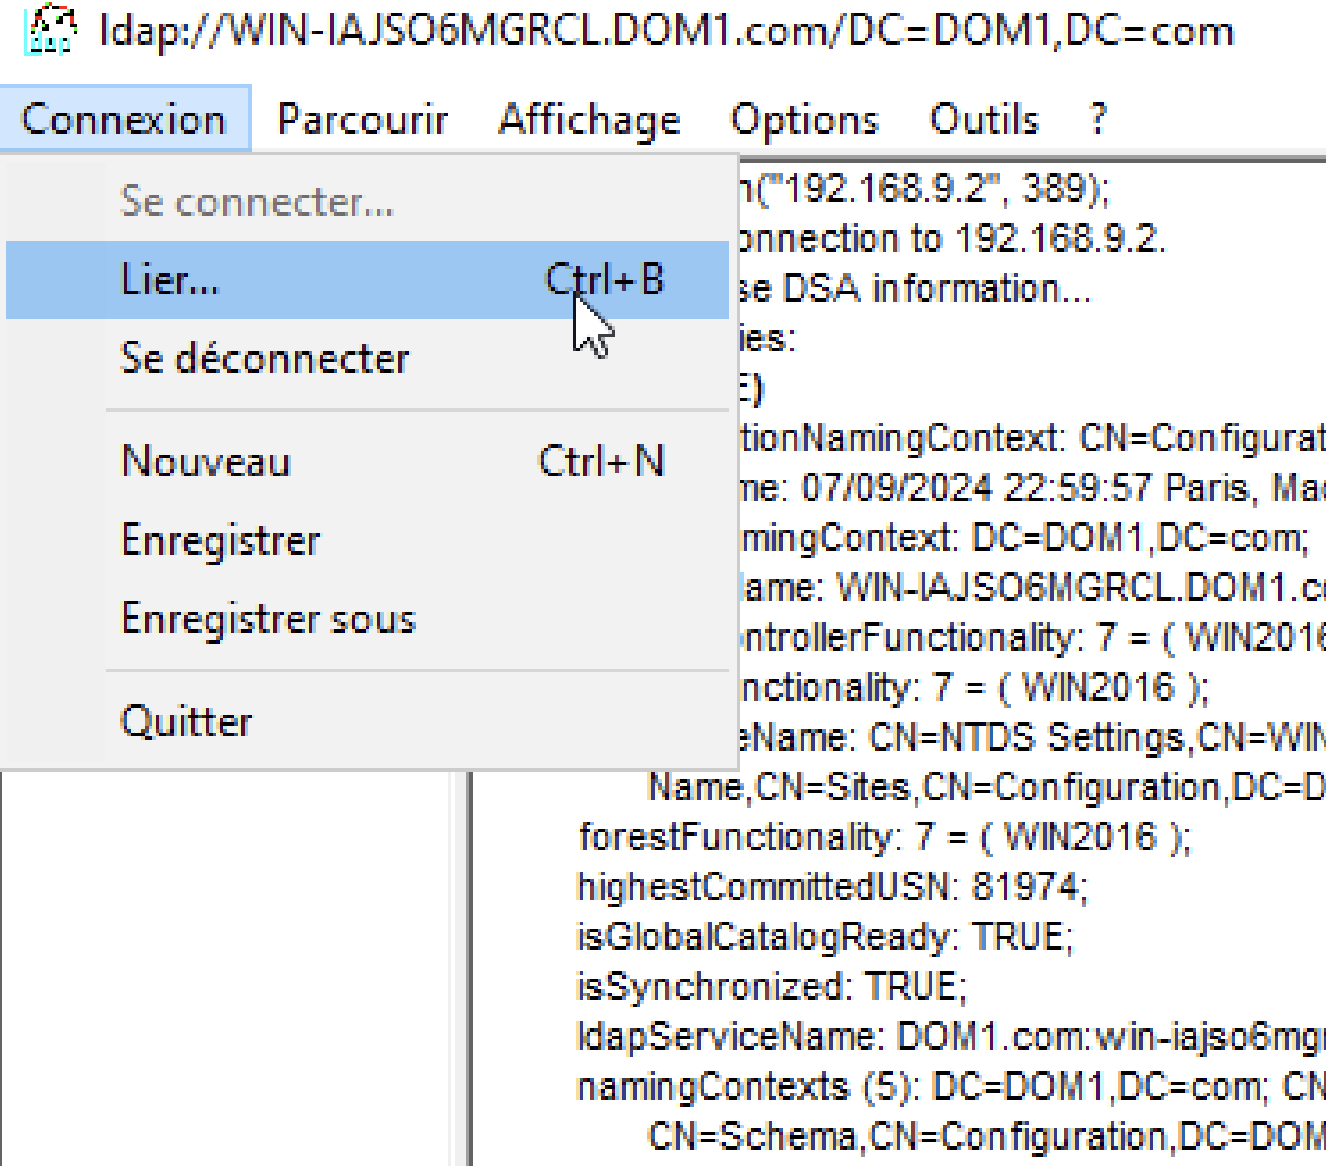 ldap://WIN-IAJSO6MGRCL.DOM1.com/DC=DOM1,DC=com
Connexion Parcourir Affichage Options Outils ?
Se connecter...
Lier... Ctrl+B
Se déconnecter
Nouveau Ctrl+N
Enregistrer
Enregistrer sous
Quitter
n("192.168.9.2", 389);
onnection to 192.168.9.2.
se DSA information...
ies:
E)
tionNamingContext: CN=Configurat
me: 07/09/2024 22:59:57 Paris, Mad
mingContext: DC=DOM1,DC=com;
ame: WIN-IAJSO6MGRCL.DOM1.co
ntrollerFunctionality: 7 = ( WIN2016
nctionality: 7 = ( WIN2016 );
eName: CN=NTDS Settings,CN=WIN
Name,CN=Sites,CN=Configuration,DC=D
forestFunctionality: 7 = ( WIN2016 );
highestCommittedUSN: 81974;
isGlobalCatalogReady: TRUE;
isSynchronized: TRUE;
ldapServiceName: DOM1.com:win-iajso6mgr
namingContexts (5): DC=DOM1,DC=com; CN
CN=Schema,CN=Configuration,DC=DOM